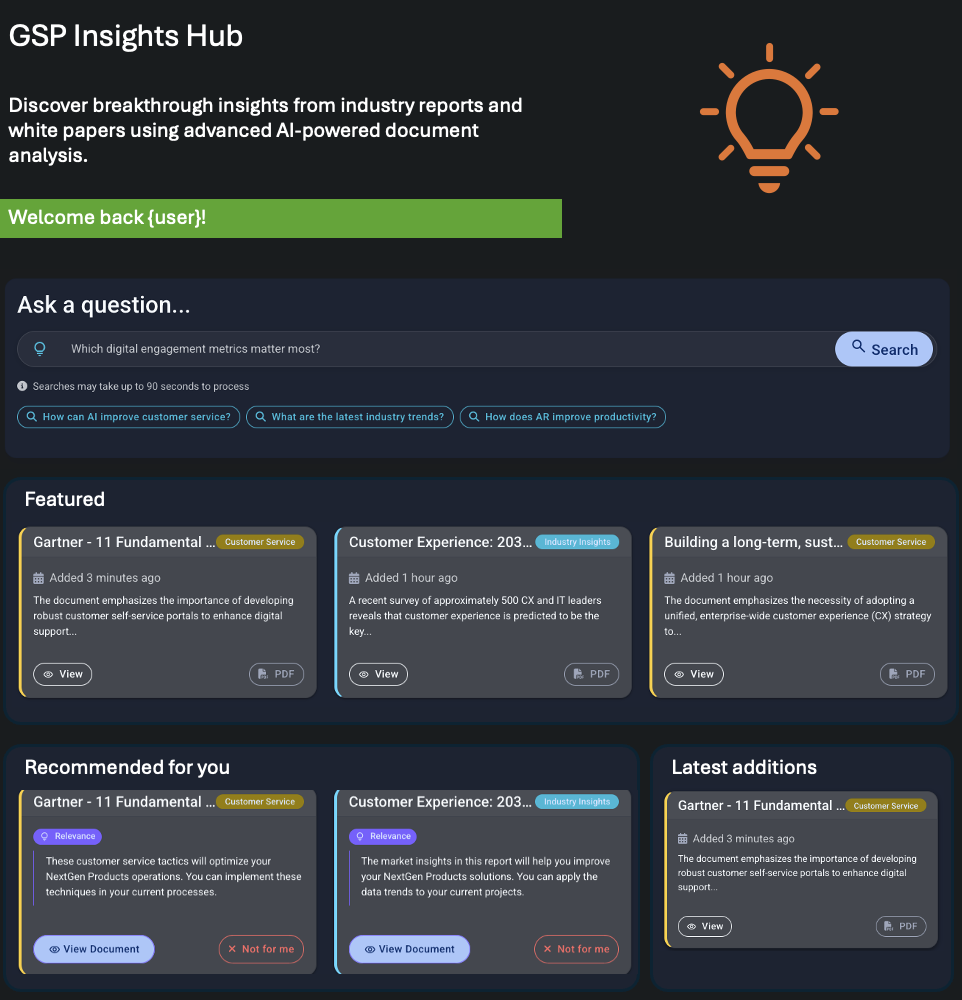 GSP Insights Hub
Discover breakthrough insights from industry reports and
white papers using advanced AI-powered document
analysis.
Welcome back {user}!
Ask a question...
Which digital engagement metrics matter most?
Search
Searches may take up to 90 seconds to process
How can AI improve customer service?
What are the latest industry trends?
How does AR improve productivity?
Featured
Gartner - 11 Fundamental ...
Customer Service
Added 3 minutes ago
The document emphasizes the importance of developing
robust customer self-service portals to enhance digital
support...
View
PDF
Customer Experience: 203...
Industry Insights
Added 1 hour ago
A recent survey of approximately 500 CX and IT leaders
reveals that customer experience is predicted to be the
key...
View
PDF
Building a long-term, sust...
Customer Service
Added 1 hour ago
The document emphasizes the necessity of adopting a
unified, enterprise-wide customer experience (CX) strategy
to...
View
PDF
Recommended for you
Gartner - 11 Fundamental ...
Customer Service
Relevance
These customer service tactics will optimize your
NextGen Products operations. You can implement these
techniques in your current processes.
View Document
Not for me
Customer Experience: 203...
Industry Insights
Relevance
The market insights in this report will help you improve
your NextGen Products solutions. You can apply the
data trends to your current projects.
View Document
Not for me
Latest additions
Gartner - 11 Fundamental ...
Customer Service
Added 3 minutes ago
The document emphasizes the importance of developing
robust customer self-service portals to enhance digital
support...
View
PDF